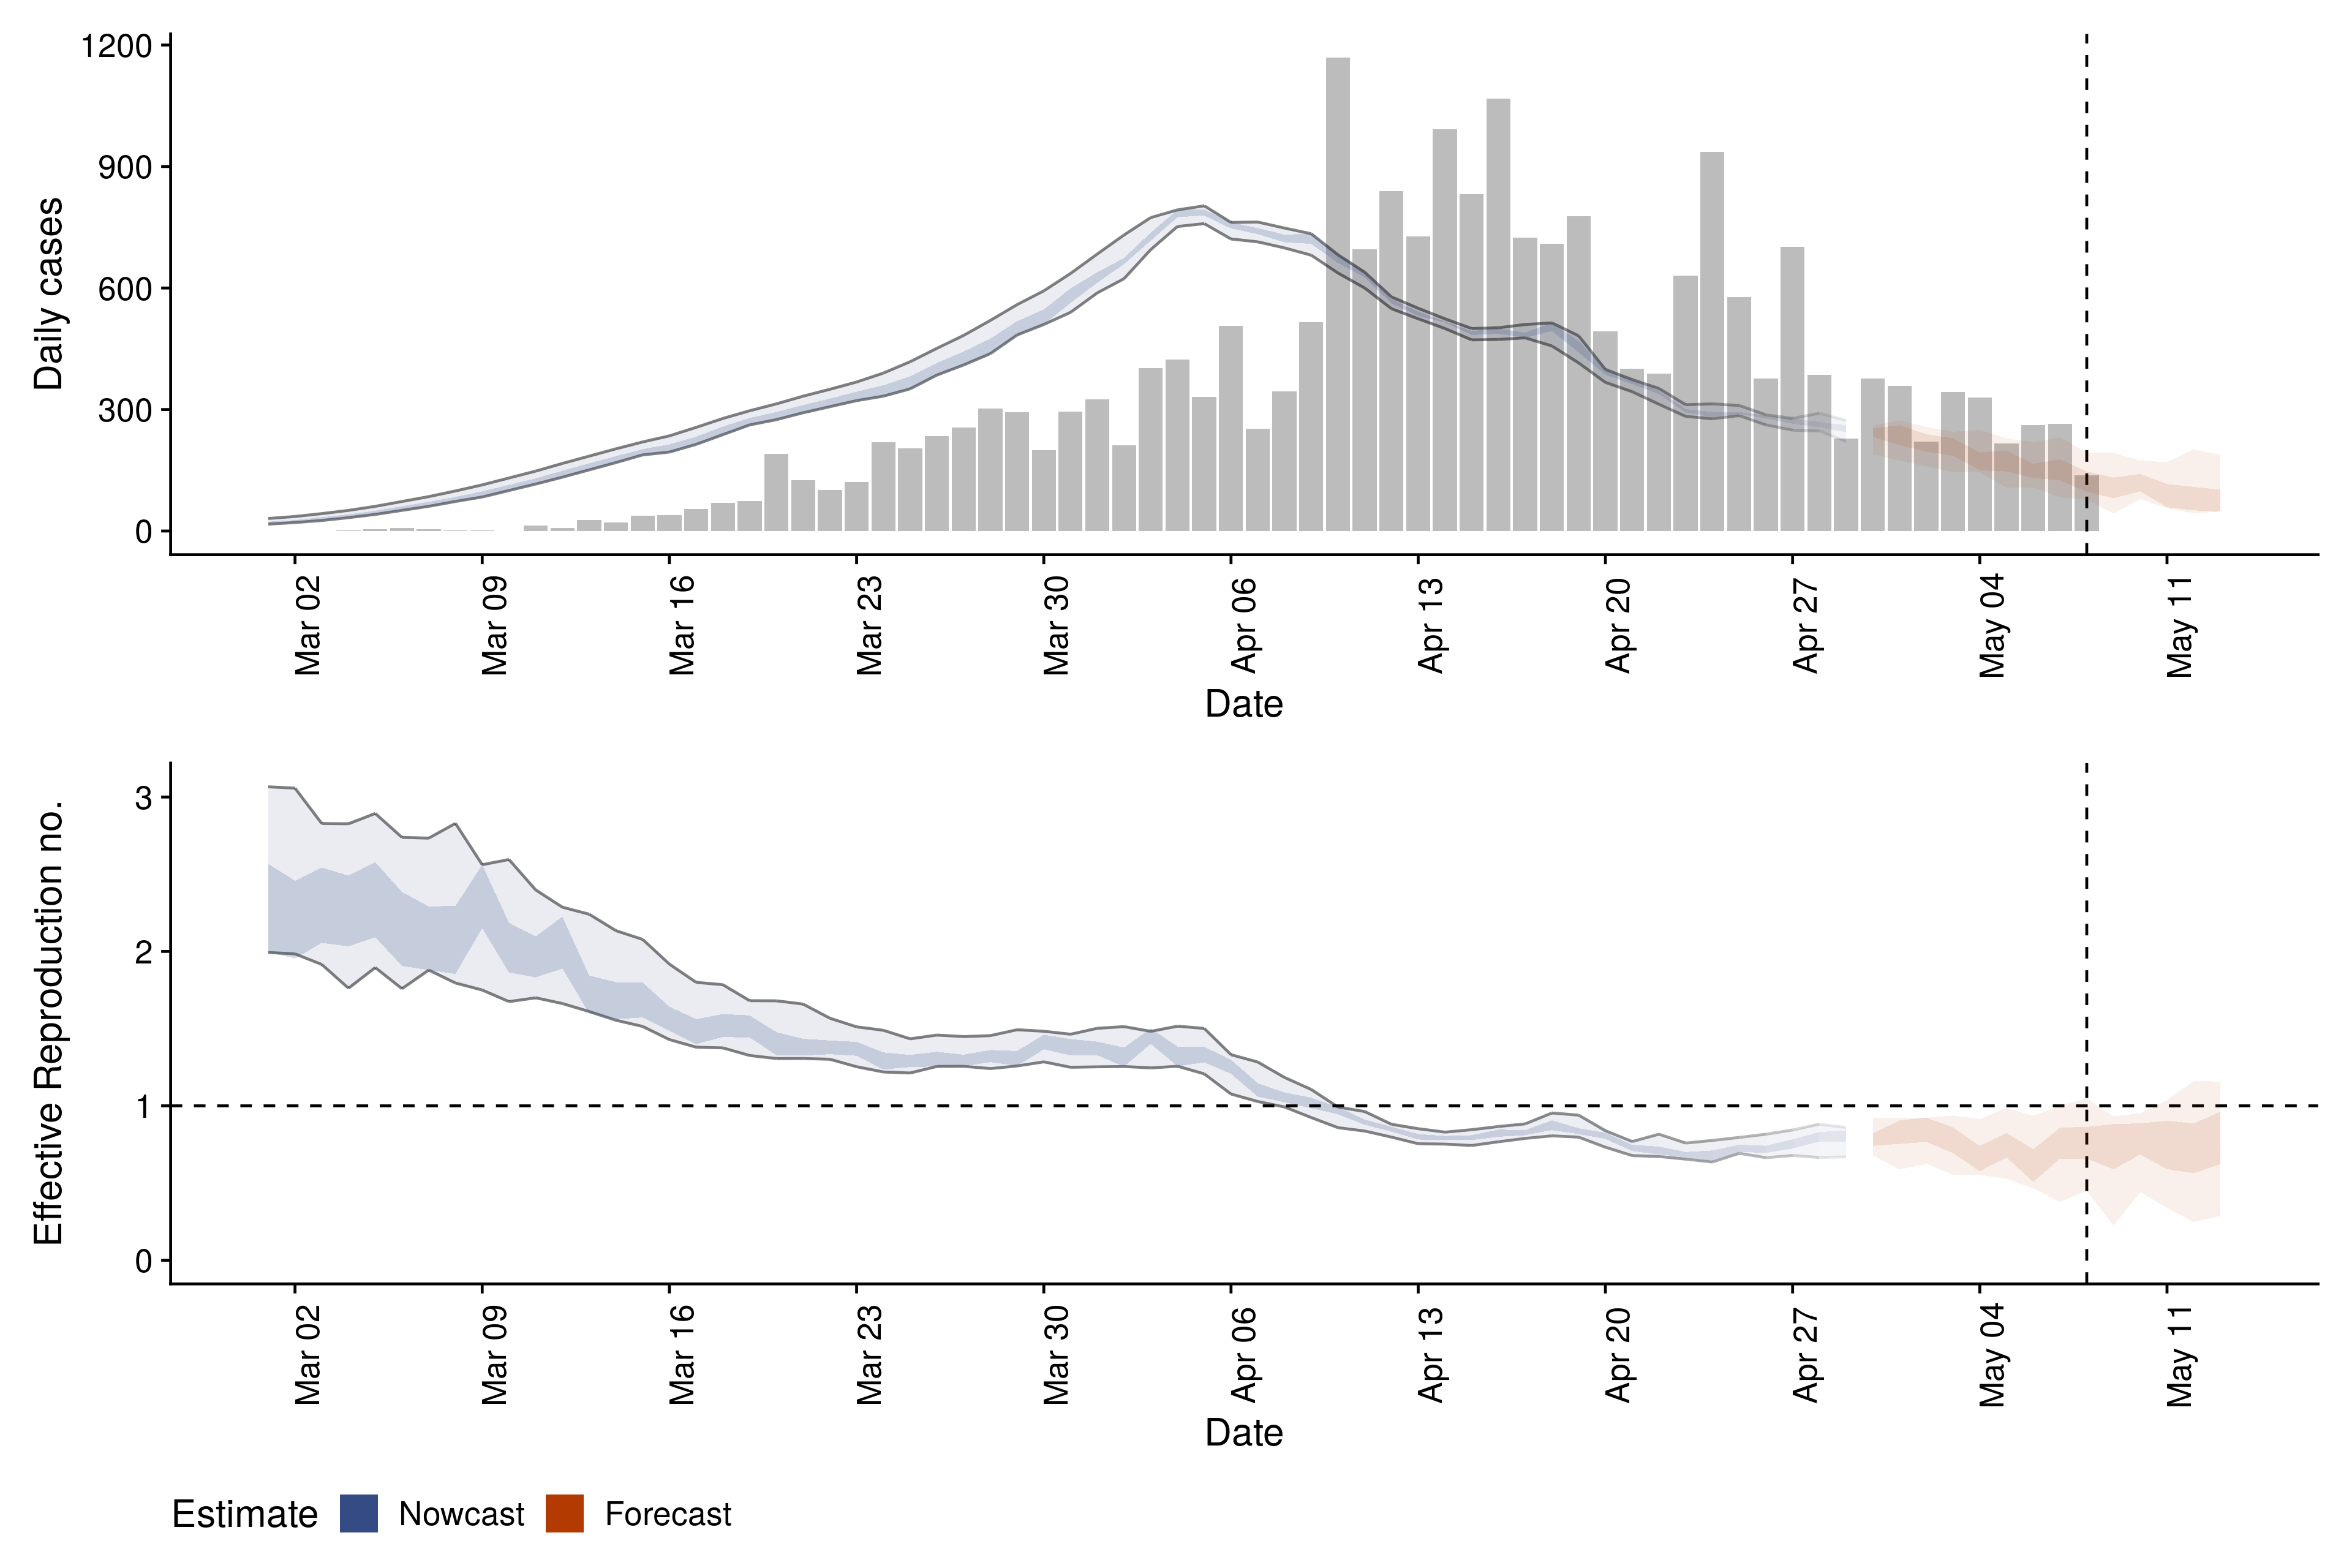 Daily cases
1200
900
600
300
0
Mar 02 Mar 09 Mar 16 Mar 23 Mar 30 Apr 06 Apr 13 Apr 20 Apr 27 May 04 May 11
Date
Effective Reproduction no.
3
2
1
0
Mar 02 Mar 09 Mar 16 Mar 23 Mar 30 Apr 06 Apr 13 Apr 20 Apr 27 May 04 May 11
Date
Estimate Nowcast Forecast